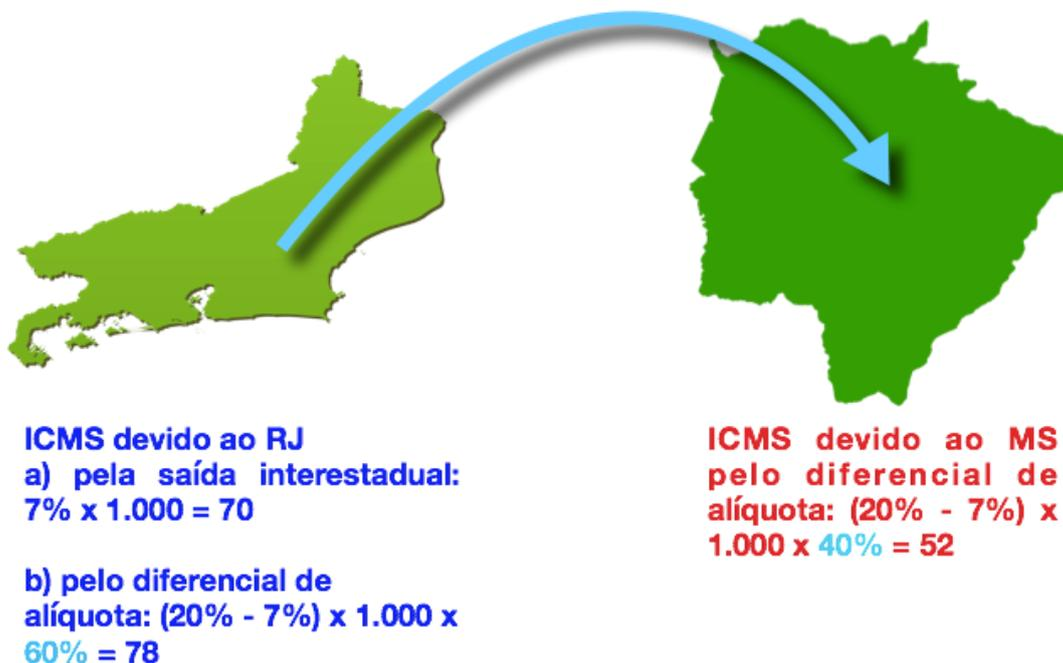 ICMS devido ao RJ
a) pela saída interestadual:
7% x 1.000 = 70
b) pelo diferencial de
alíquota: (20% - 7%) x 1.000 x
60% = 78
ICMS devido ao MS
pelo diferencial de
alíquota: (20% - 7%) x
1.000 x 40% = 52